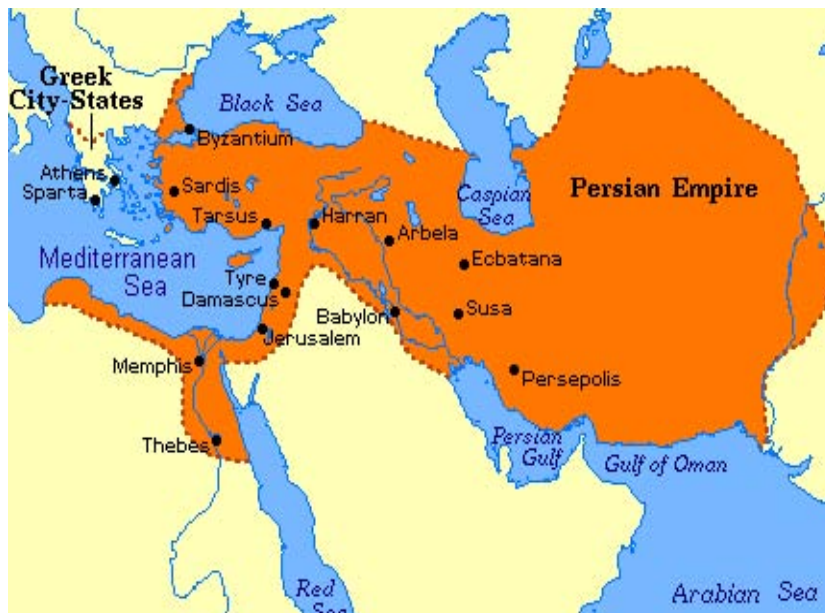 Greek
City-States
Black Sea
Byzantium
Athens
Sparta
Sardis
Tarsus
Harran
Arbela
Caspian
Sea
Persian Empire
Ecbatana
Mediterranean
Sea
Tyre
Damascus
Babylon
Susa
Jerusalem
Memphis
Persepolis
Thebes
Persian
Gulf
Gulf of Oman
Red
Sea
Arabian Sea